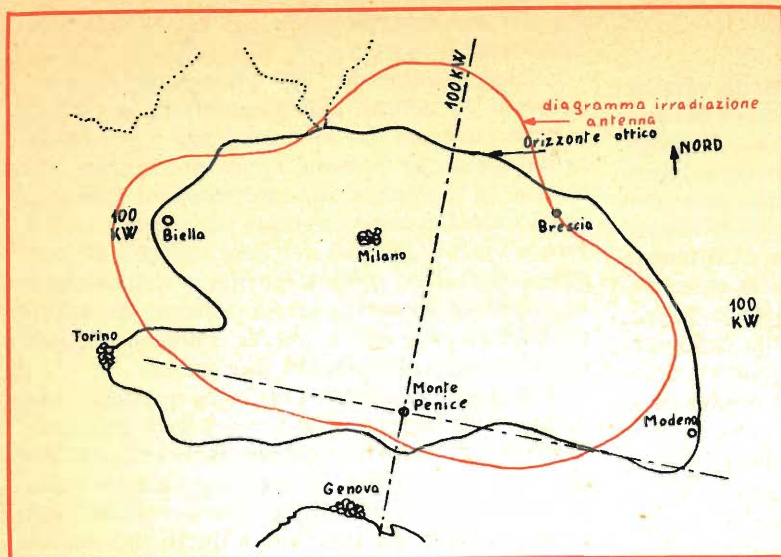 100 KW
diagramma irradiazione
antenna
Orizzonte ottico
NORD
100
KW
Biella
Milano
Brescia
100
KW
Torino
Monte
Penice
Modena
Genova